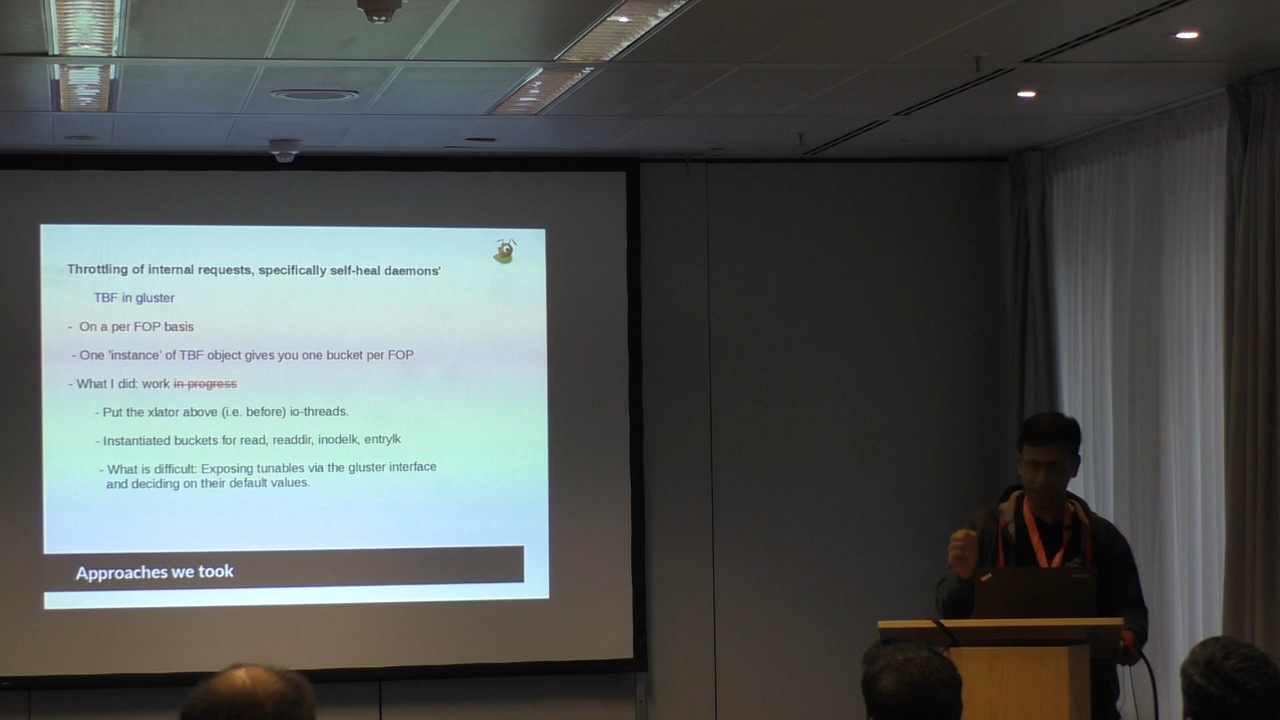 Throttling of internal requests, specifically self-heal daemons'
TBF in gluster
- On a per FOP basis
- One 'instance' of TBF object gives you one bucket per FOP
- What I did: work in progress
- Put the xlator above (i.e. before) io-threads.
- Instantiated buckets for read, readdir, inodelk, entrylk
- What is difficult: Exposing tunables via the gluster interface
and deciding on their default values.
Approaches we took